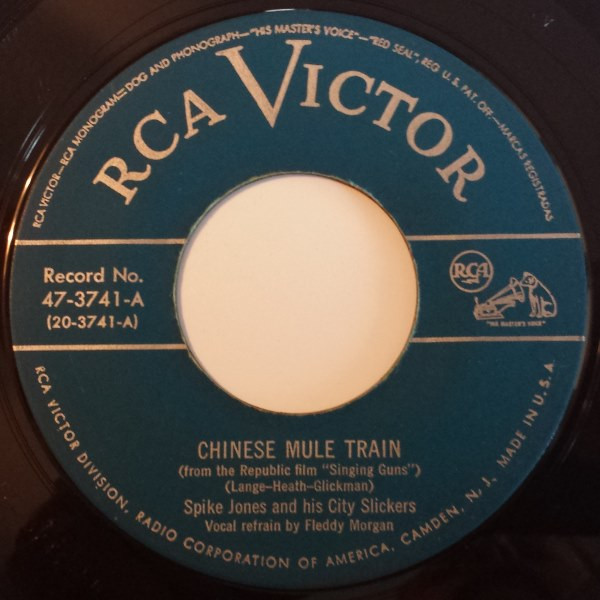 RCA VICTOR—RCA MONOGRAM—DOG AND PHONOGRAPH—"HIS MASTER'S VOICE"—"RED SEAL", REG. U.S. PAT. OFF.—MARCAS REGISTRADAS
RCA VICTOR
Record No.
47-3741-A
(20-3741-A)
RCA
"HIS MASTER'S VOICE"
CHINESE MULE TRAIN
(from the Republic film "Singing Guns")
(Lange-Heath-Glickman)
Spike Jones and his City Slickers
Vocal refrain by Fleddy Morgan
RCA VICTOR DIVISION, RADIO CORPORATION OF AMERICA, CAMDEN, N. J. MADE IN U.S.A.